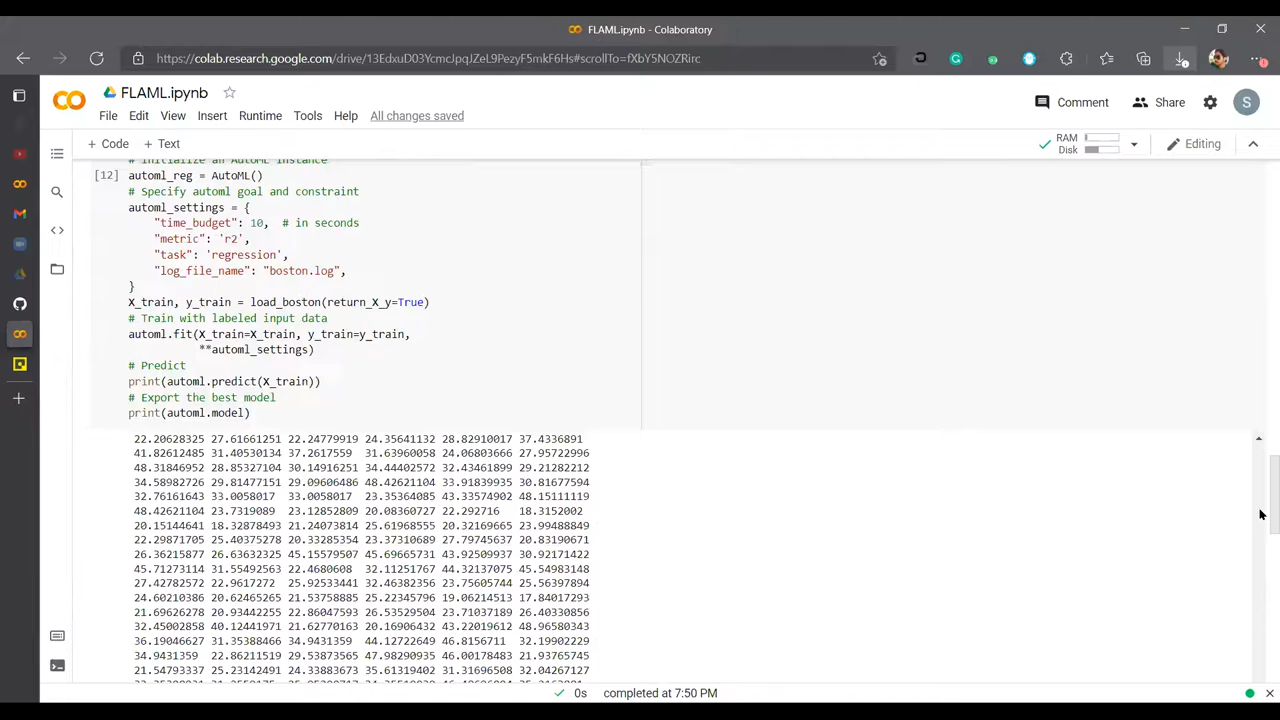 FLAML.ipynb - Colaboratory
https://colab.research.google.com/drive/13EdxuD03YcmcJpqJZeL9PezyF5mkF6Hs#scrollTo=fXbY5NOZRirc
FLAML.ipynb
File Edit View Insert Runtime Tools Help All changes saved
Comment
Share
S
+ Code + Text
RAM
Disk
Editing
# Initialize an AutoML instance
[12] automl_reg = AutoML()
# Specify automl goal and constraint
automl_settings = {
"time_budget": 10, # in seconds
"metric": 'r2',
"task": 'regression',
"log_file_name": "boston.log",
}
X_train, y_train = load_boston(return_X_y=True)
# Train with labeled input data
automl.fit(X_train=X_train, y_train=y_train,
**automl_settings)
# Predict
print(automl.predict(X_train))
# Export the best model
print(automl.model)
22.20628325 27.61661251 22.24779919 24.35641132 28.82910017 37.4336891
41.82612485 31.40530134 37.2617559 31.63960058 24.06803666 27.95722996
48.31846952 28.85327104 30.14916251 34.44402572 32.43461899 29.21282212
34.58982726 29.81477151 29.09606486 48.42621104 33.91839935 30.81677594
32.76161643 33.0058017 33.0058017 23.35364085 43.33574902 48.15111119
48.42621104 23.7319089 23.12852809 20.08360727 22.292716 18.3152002
20.15144641 18.32878493 21.24073814 25.61968555 20.32169665 23.99488849
22.29871705 25.40375278 20.33285354 23.37310689 27.79745637 20.83190671
26.36215877 26.63632325 45.15579507 45.69665731 43.92509937 30.92171422
45.71273114 31.55492563 22.4680608 32.11251767 44.32137075 45.54983148
27.42782572 22.9617272 25.92533441 32.46382356 23.75605744 25.56397894
24.60210386 20.62465265 21.53758885 25.22345796 19.06214513 17.84017293
21.69626278 20.93442255 22.86047593 26.53529504 23.71037189 26.40330856
32.45002858 40.12441971 21.62770163 20.16906432 43.22019612 48.96580343
36.19046627 31.35388466 34.9431359 44.12722649 46.8156711 32.19902229
34.9431359 22.86211519 29.53873565 47.98290935 46.00178483 21.93765745
21.54793337 25.23142491 24.33883673 35.61319402 31.31696508 32.04267127
0s completed at 7:50 PM